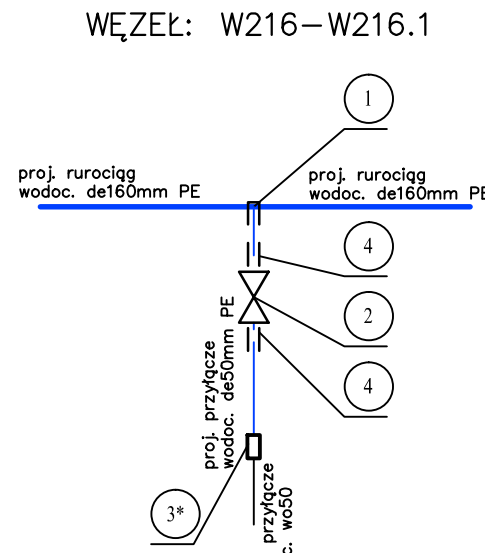 WĘZEŁ: W216-W216.1
1
proj. rurociąg
wodoc. de160mm PE
proj. rurociąg
wodoc. de160mm PE
4
2
proj. przyłącze
wodoc. de50mm PE
4
3*
przyłącze
c. wo50